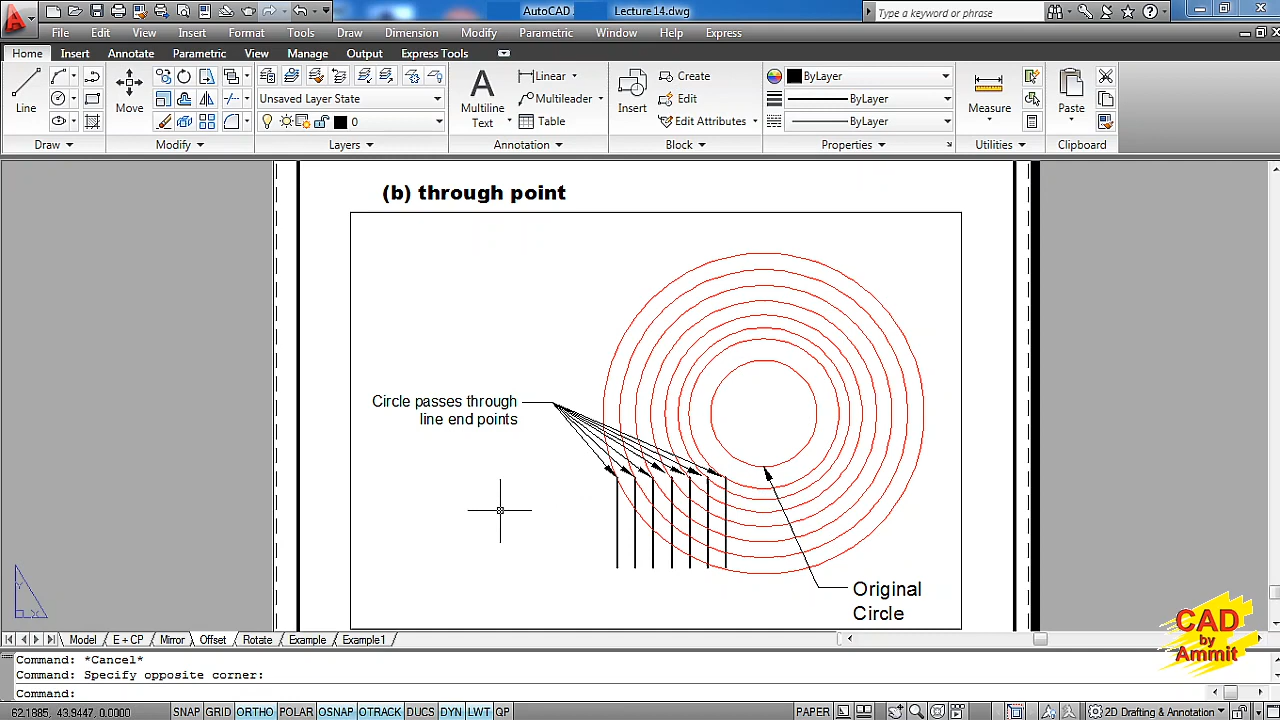 AutoCAD Lecture 14.dwg Type a keyword or phrase
File Edit View Insert Format Tools Draw Dimension Modify Parametric Window Help Express
Home Insert Annotate Parametric View Manage Output Express Tools
Line Move Unsaved Layer State 0 Multiline Text Linear Multileader Table Insert Create Edit Edit Attributes ByLayer ByLayer ByLayer Measure Paste
Draw Modify Layers Annotation Block Properties Utilities Clipboard
(b) through point
Circle passes through
line end points
Original
Circle
Y
X
CAD
by
Ammit
Model E + CP Mirror Offset Rotate Example Example1
Command: *Cancel*
Command: Specify opposite corner:
Command:
62.1885, 43.9447, 0.0000 SNAP GRID ORTHO POLAR OSNAP OTRACK DUCS DYN LWT QP PAPER 2D Drafting & Annotation